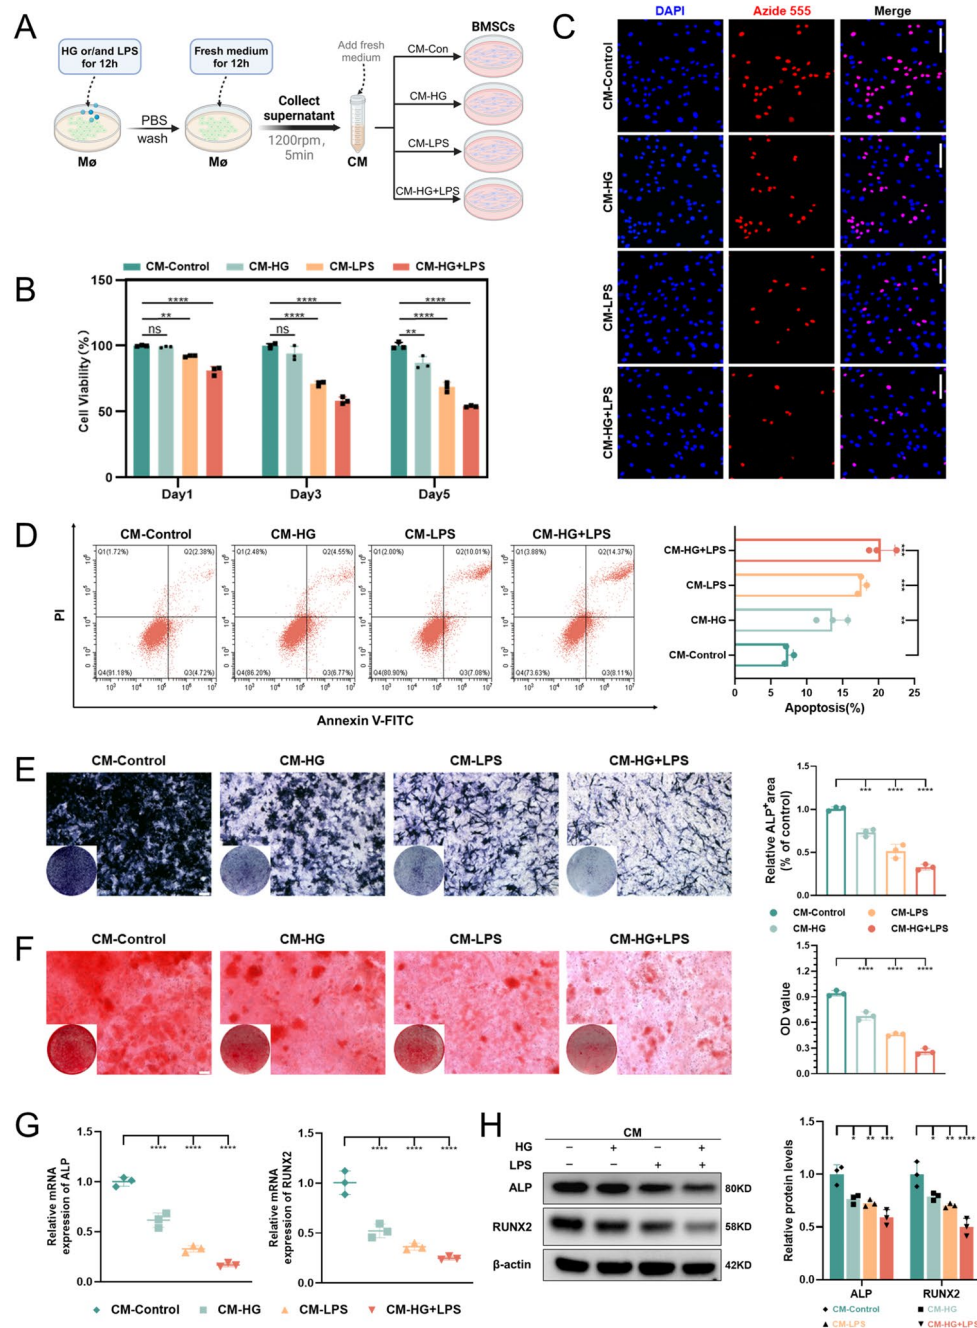 A
HG or/and LPS
for 12h
Fresh medium
for 12h
Add fresh
medium
BMSCs
PBS
wash
Collect
supernatant
1200rpm,
5min
Mø
Mø
CM
CM-Con
CM-HG
CM-LPS
CM-HG+LPS
C
DAPI
Azide 555
Merge
CM-Control
CM-HG
CM-LPS
CM-HG+LPS
B
CM-Control
CM-HG
CM-LPS
CM-HG+LPS
Cell Viability (%)
150
100
50
0
ns
**
****
ns
****
****
**
****
****
Day1
Day3
Day5
D
CM-Control
CM-HG
CM-LPS
CM-HG+LPS
PI
Q1(1.72%)
Q2(2.38%)
Q4(91.18%)
Q3(4.72%)
Q1(2.48%)
Q2(4.55%)
Q4(86.20%)
Q3(6.77%)
Q1(2.00%)
Q2(10.01%)
Q4(80.90%)
Q3(7.08%)
Q1(3.88%)
Q2(14.37%)
Q4(73.63%)
Q3(8.11%)
Annexin V-FITC
CM-HG+LPS
CM-LPS
CM-HG
CM-Control
0 5 10 15 20 25
Apoptosis(%)
E
CM-Control
CM-HG
CM-LPS
CM-HG+LPS
Relative ALP+area
(% of control)
1.5
1.0
0.5
0.0
*** **** ****
CM-Control
CM-LPS
CM-HG
CM-HG+LPS
F
CM-Control
CM-HG
CM-LPS
CM-HG+LPS
OD value
1.2
0.9
0.6
0.3
0.0
**** **** ****
G
Relative mRNA
expression of ALP
1.5
1.0
0.5
0.0
**** **** ****
Relative mRNA
expression of RUNX2
1.5
1.0
0.5
0.0
**** **** ****
CM-Control
CM-HG
CM-LPS
CM-HG+LPS
H
CM
HG – + – +
LPS – – + +
ALP
80KD
RUNX2
58KD
β-actin
42KD
Relative protein levels
1.5
1.0
0.5
0.0
* ** *** * ** ****
ALP
RUNX2
CM-Control
CM-HG
CM-LPS
CM-HG+LPS